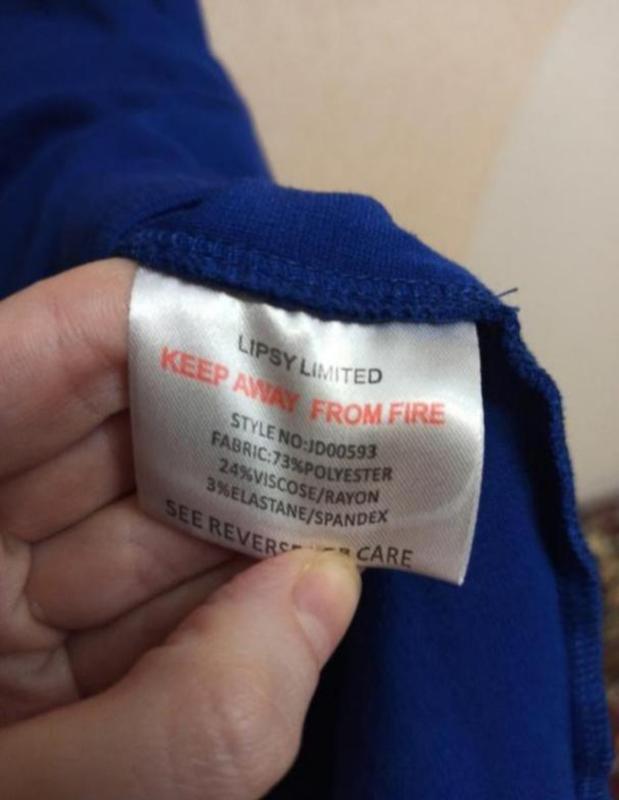 LIPSY LIMITED
KEEP AWAY FROM FIRE
STYLE NO:JD00593
FABRIC:73%POLYESTER
24%VISCOSE/RAYON
3%ELASTANE/SPANDEX
SEE REVERSE FOR CARE